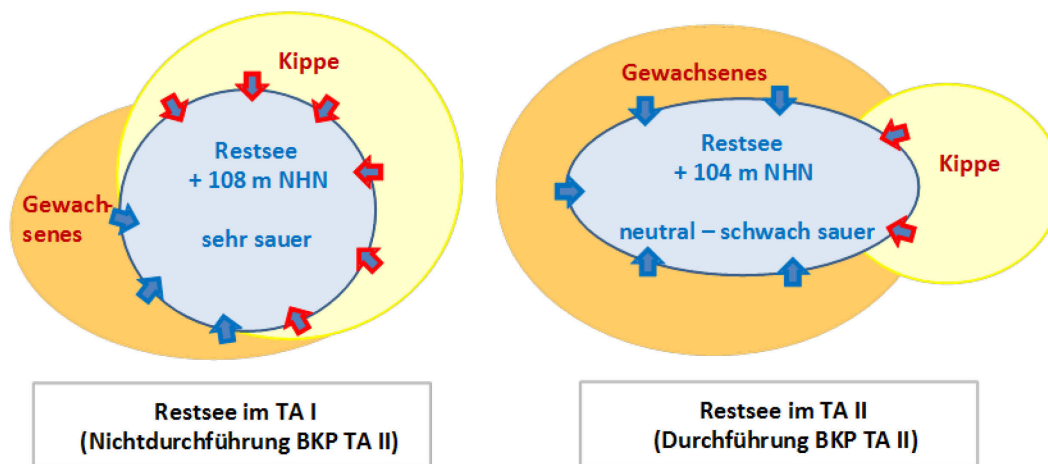 Kippe
Gewach-
senes
Restsee
+ 108 m NHN
sehr sauer
Restsee im TA I
(Nichtdurchführung BKP TA II)
Gewachsenes
Restsee
+ 104 m NHN
Kippe
neutral – schwach sauer
Restsee im TA II
(Durchführung BKP TA II)